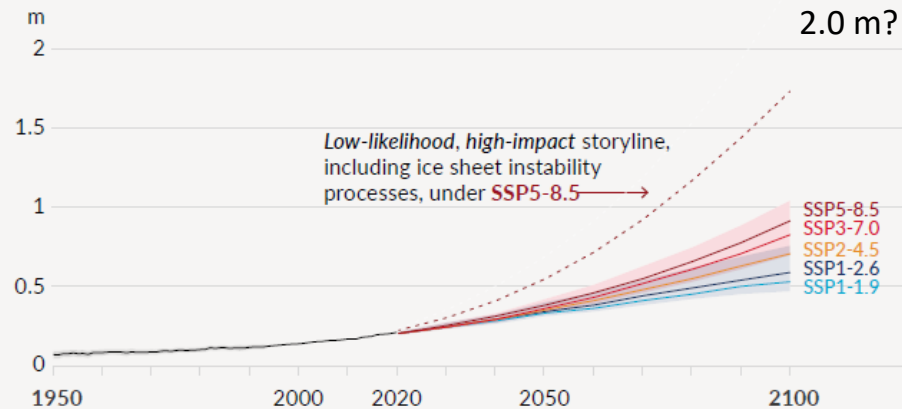 m
2.0 m?
2
1.5
Low-likelihood, high-impact storyline,
including ice sheet instability
processes, under SSP5-8.5
1
SSP5-8.5
SSP3-7.0
SSP2-4.5
SSP1-2.6
SSP1-1.9
0.5
0
1950
2000
2020
2050
2100